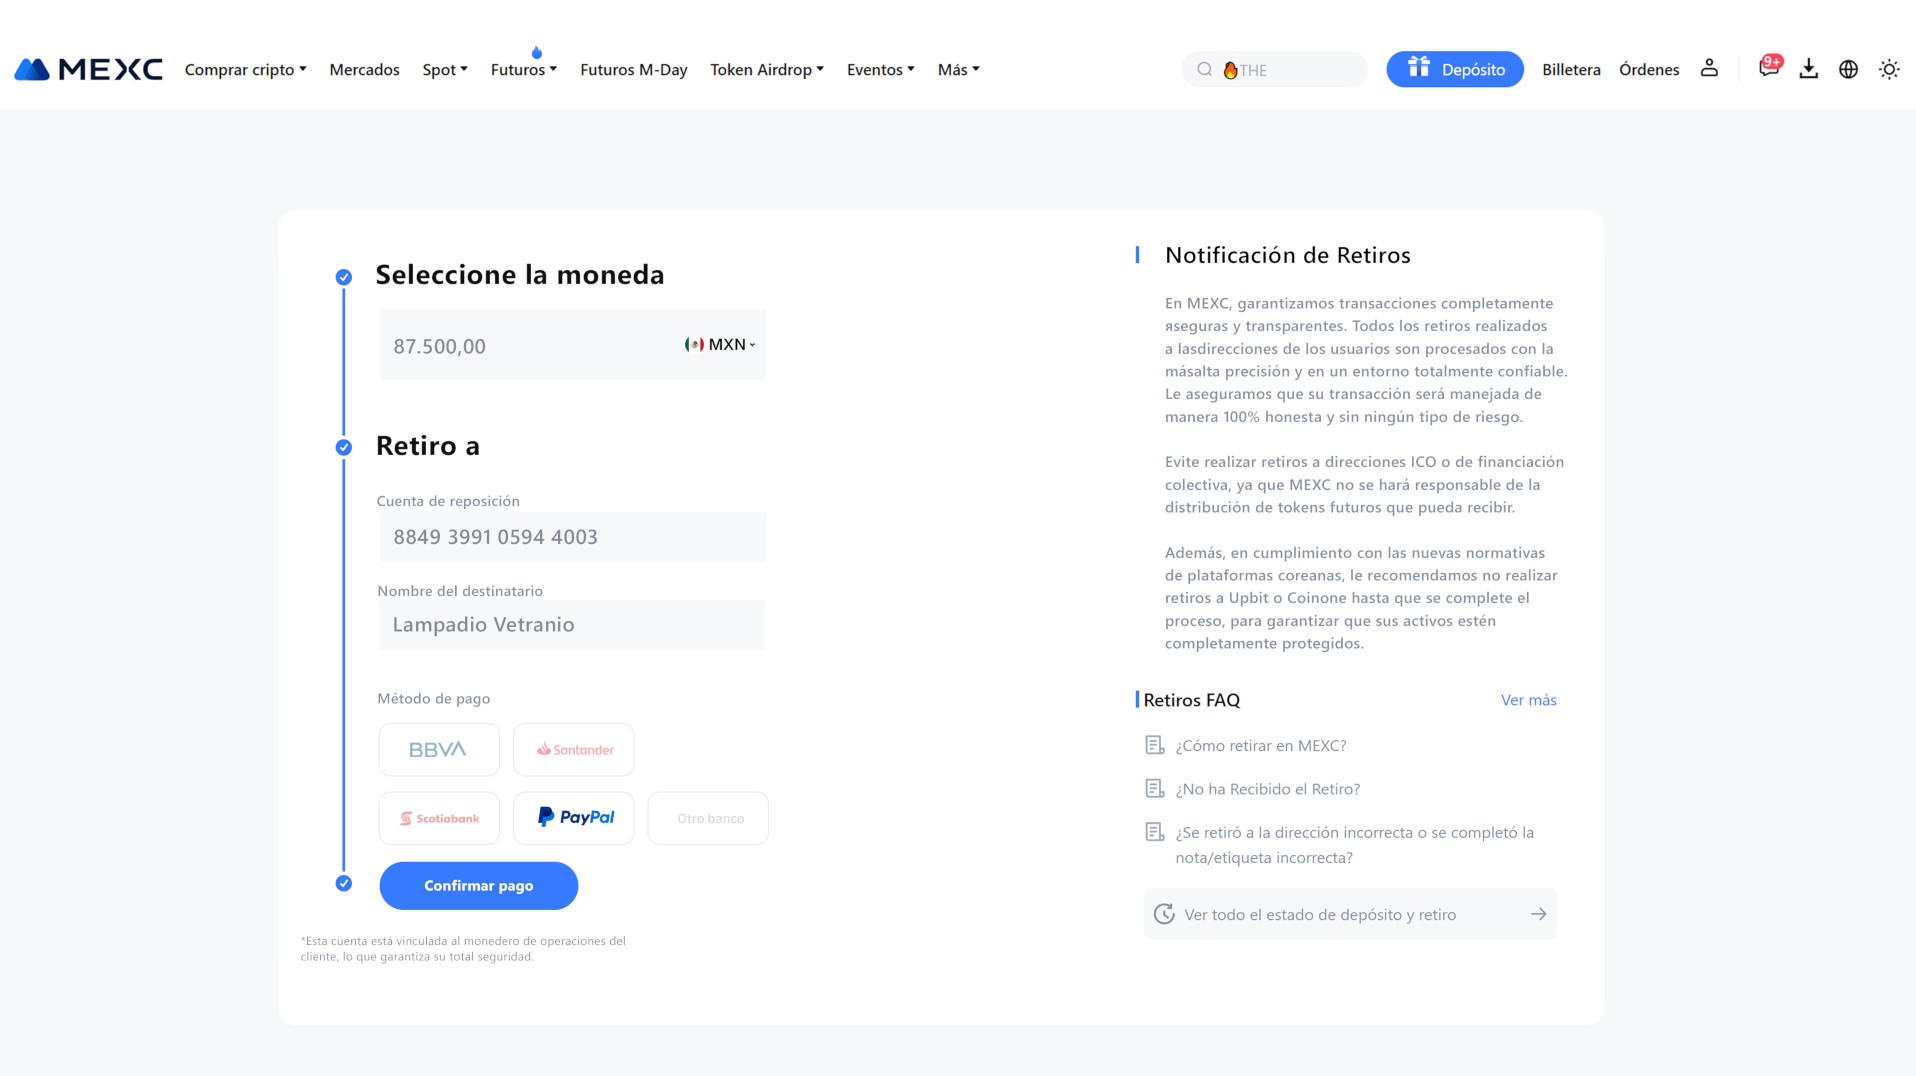 MEXC
Comprar cripto
Mercados
Spot
Futuros
Futuros M-Day
Token Airdrop
Eventos
Más
THE
Depósito
Billetera
Órdenes
9+
Seleccione la moneda
87.500,00
MXN
Retiro a
Cuenta de reposición
8849 3991 0594 4003
Nombre del destinatario
Lampadio Vetranio
Método de pago
BBVA
Santander
Scotiabank
PayPal
Otro banco
Confirmar pago
*Esta cuenta está vinculada al monedero de operaciones del
cliente, lo que garantiza su total seguridad.
Notificación de Retiros
En MEXC, garantizamos transacciones completamente
яseguras y transparentes. Todos los retiros realizados
a lasdirecciones de los usuarios son procesados con la
másalta precisión y en un entorno totalmente confiable.
Le aseguramos que su transacción será manejada de
manera 100% honesta y sin ningún tipo de riesgo.
Evite realizar retiros a direcciones ICO o de financiación
colectiva, ya que MEXC no se hará responsable de la
distribución de tokens futuros que pueda recibir.
Además, en cumplimiento con las nuevas normativas
de plataformas coreanas, le recomendamos no realizar
retiros a Upbit o Coinone hasta que se complete el
proceso, para garantizar que sus activos estén
completamente protegidos.
Retiros FAQ
Ver más
¿Cómo retirar en MEXC?
¿No ha Recibido el Retiro?
¿Se retiró a la dirección incorrecta o se completó la
nota/etiqueta incorrecta?
Ver todo el estado de depósito y retiro